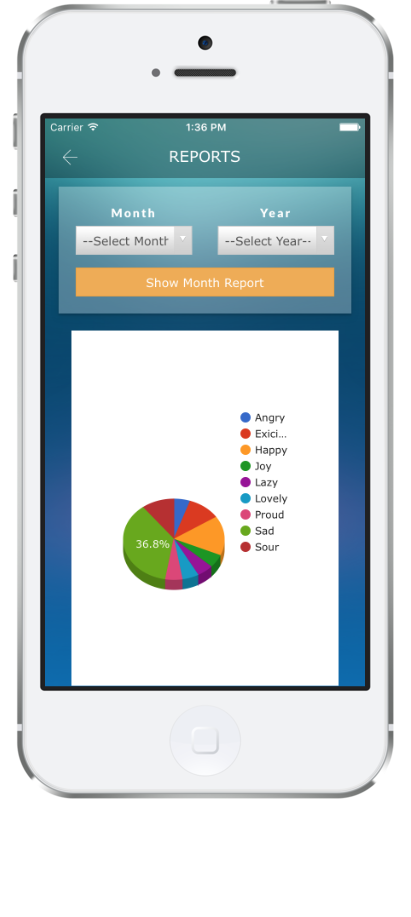 Carrier 1:36 PM
REPORTS
Month Year
--Select Month --Select Year--
Show Month Report
Angry
Exici...
Happy
Joy
Lazy
Lovely
Proud
Sad
Sour
36.8%